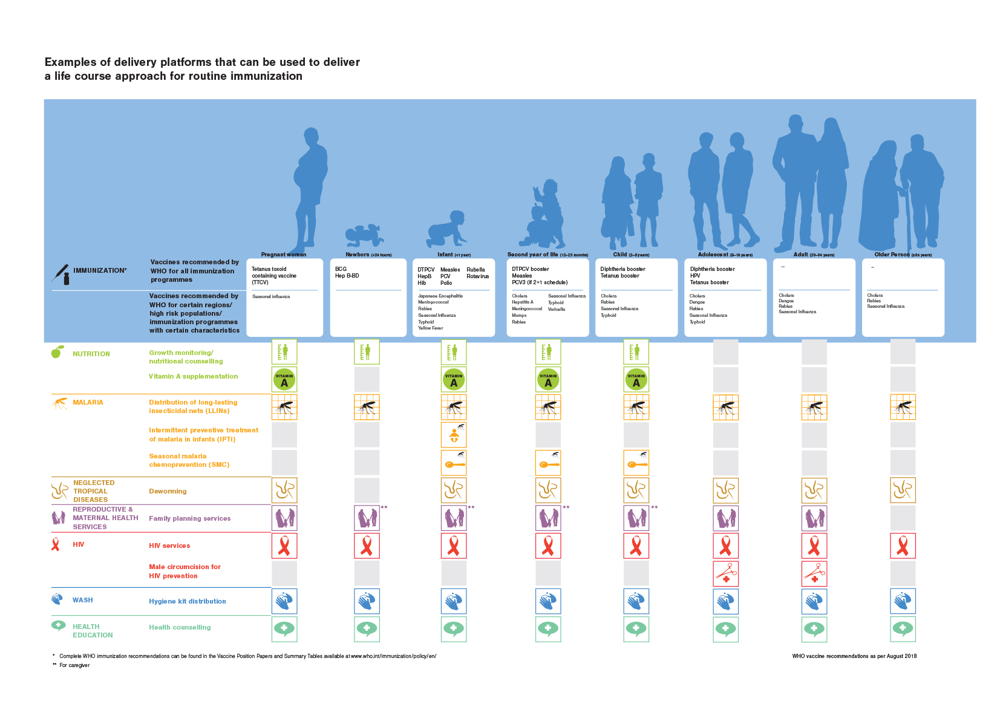 Examples of delivery platforms that can be used to deliver
a life course approach for routine immunization
Pregnant woman
Newborn (<24 hours)
Infant (<1 year)
Second year of life (12–23 months)
Child (2–8 years)
Adolescent (9–19 years)
Adult (20–64 years)
Older Person (≥65 years)
IMMUNIZATION*
Vaccines recommended by
WHO for all immunization
programmes
Tetanus toxoid
containing vaccine
(TTCV)
BCG
Hep B-BD
DTPCV Measles Rubella
HepB PCV Rotavirus
Hib Polio
DTPCV booster
Measles
PCV3 (if 2+1 schedule)
Diphtheria booster
Tetanus booster
Diphtheria booster
HPV
Tetanus booster
–
–
Vaccines recommended by
WHO for certain regions/
high risk populations/
immunization programmes
with certain characteristics
Seasonal influenza
Japanese Encephalitis
Meningococcal
Rabies
Seasonal Influenza
Typhoid
Yellow Fever
Cholera Seasonal Influenza
Hepatitis A Typhoid
Meningococcal Varicella
Mumps
Rabies
Cholera
Rabies
Seasonal Influenza
Typhoid
Cholera
Dengue
Rabies
Seasonal Influenza
Typhoid
Cholera
Dengue
Rabies
Seasonal Influenza
Cholera
Rabies
Seasonal Influenza
NUTRITION
Growth monitoring/
nutritional counselling
Vitamin A supplementation
VITAMIN
A
VITAMIN
A
VITAMIN
A
VITAMIN
A
MALARIA
Distribution of long-lasting
insecticidal nets (LLINs)
Intermittent preventive treatment
of malaria in infants (IPTi)
Seasonal malaria
chemoprevention (SMC)
NEGLECTED
TROPICAL
DISEASES
Deworming
REPRODUCTIVE &
MATERNAL HEALTH
SERVICES
Family planning services
** ** ** **
HIV
HIV services
Male circumcision for
HIV prevention
WASH
Hygiene kit distribution
HEALTH
EDUCATION
Health counselling
* Complete WHO immunization recommendations can be found in the Vaccine Position Papers and Summary Tables available at www.who.int/immunization/policy/en/
** For caregiver
WHO vaccine recommendations as per August 2018